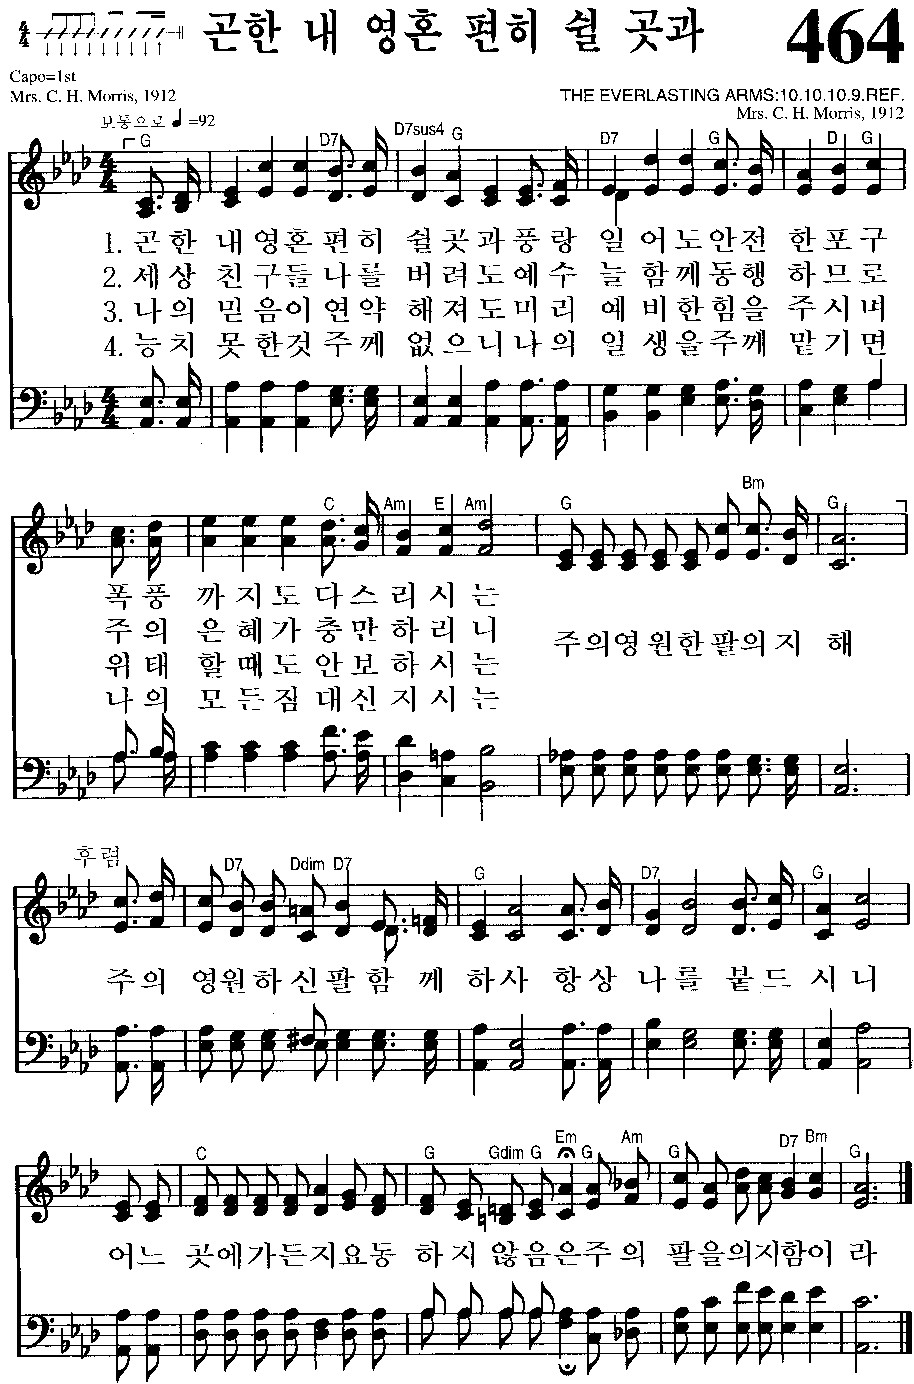 곤한 내 영혼 편히 쉴 곳과 464
Capo=1st
Mrs. C. H. Morris, 1912
THE EVERLASTING ARMS:10.10.10.9.REF.
Mrs. C. H. Morris, 1912
보통으로 ♩=92
G D7 D7sus4 G D7 G D G
4 4
1. 곤 한 내 영 혼 편 히 쉴 곳 과 풍 랑 일 어 도 안 전 한 포 구
2. 세 상 친 구 들 나 를 버 려 도 예 수 늘 함 께 동 행 하 므 로
3. 나 의 믿 음 이 연 약 해 져 도 미 리 예 비 한 힘 을 주 시 며
4. 능 치 못 한 것 주 께 없 으 니 나 의 일 생 을 주 께 맡 기 면
4 4
C Am E Am G Bm G
폭 풍 까 지 도 다 스 리 시 는
주 의 은 혜 가 충 만 하 리 니
주 의 영 원 한 팔 의 지 해
위 태 할 때 도 안 보 하 시 는
나 의 모 든 짐 대 신 지 시 는
후렴
D7 Ddim D7 G D7 G
주 의 영 원 하 신 팔 함 께 하 사 항 상 나 를 붙 드 시 니
C G Gdim G Em G Am G D7 Bm G
어 느 곳 에 가 든 지 요 동 하 지 않 음 은 주 의 팔 을 의 지 함 이 라